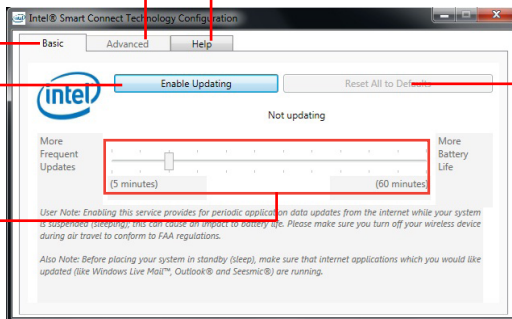 Intel® Smart Connect Technology Configuration
Basic
Advanced
Help
intel
Enable Updating
Reset All to Defaults
Not updating
More
Frequent
Updates
More
Battery
Life
(5 minutes)
(60 minutes)
User Note: Enabling this service provides for periodic application data updates from the internet while your system
is suspended (sleeping); this can cause an impact to battery life. Please make sure you turn off your wireless device
during air travel to conform to FAA regulations.
Also Note: Before placing your system in standby (sleep), make sure that internet applications which you would like
updated (like Windows Live Mail™, Outlook® and Seesmic®) are running.